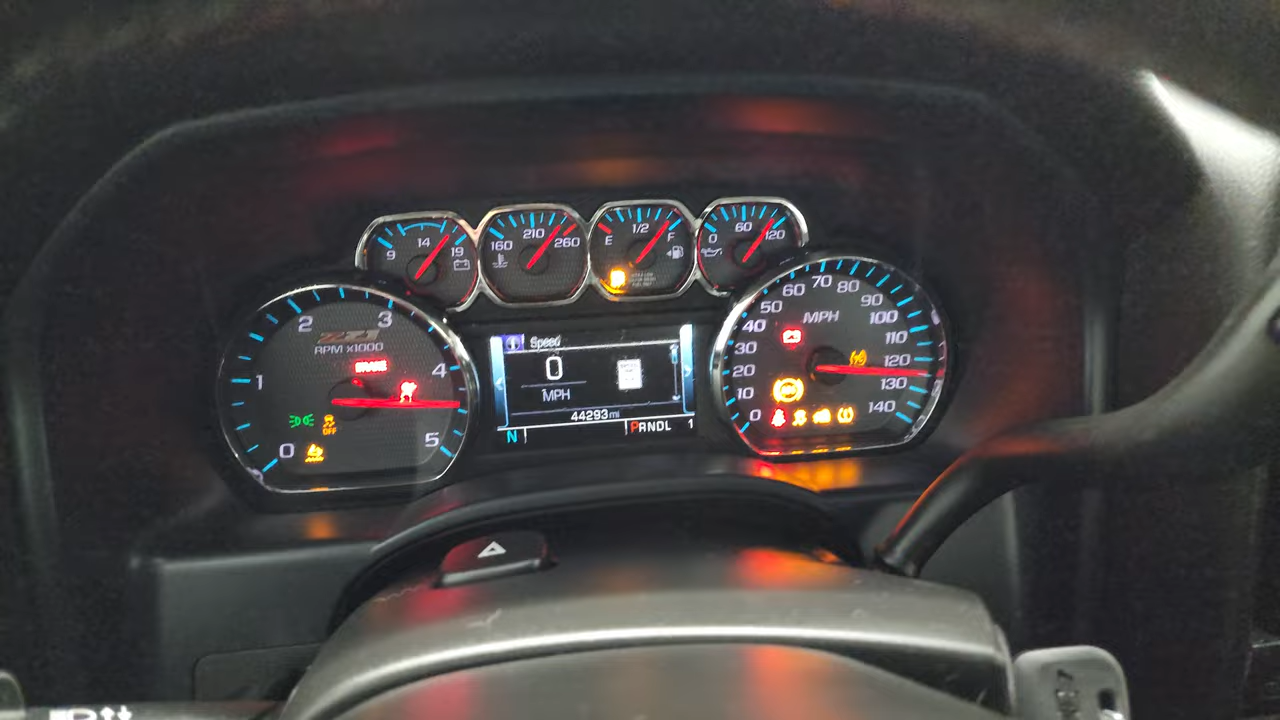 14
9 19
210
160 260
1/2
E F
60
0 120
2 3
Z71
RPM x1000
BRAKE
1 4
OFF
0 5
Speed
0
MPH
44293 mi
N PRNDL 1
60 70 80
50 90
40 MPH 100
30 110
20 120
10 130
0 140